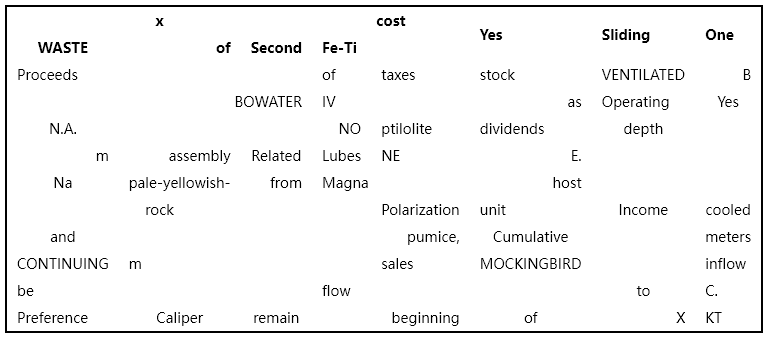 x cost
Yes Sliding One
WASTE of Second Fe-Ti
Proceeds of taxes stock VENTILATED B
BOWATER IV as Operating Yes
N.A. NO ptilolite dividends depth
m assembly Related Lubes NE E.
Na pale-yellowish- from Magna host
rock Polarization unit Income cooled
and pumice, Cumulative meters
CONTINUING m sales MOCKINGBIRD inflow
be flow to C.
Preference Caliper remain beginning of X KT